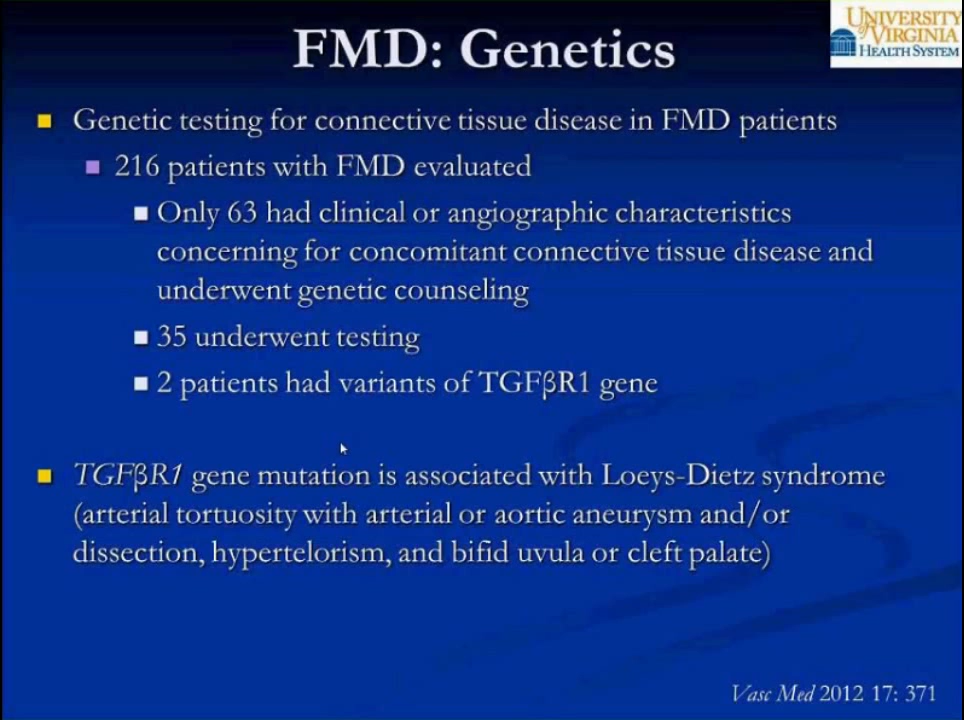 FMD: Genetics
UNIVERSITY
of VIRGINIA
HEALTH SYSTEM
Genetic testing for connective tissue disease in FMD patients
216 patients with FMD evaluated
Only 63 had clinical or angiographic characteristics
concerning for concomitant connective tissue disease and
underwent genetic counseling
35 underwent testing
2 patients had variants of TGFβR1 gene
TGFβR1 gene mutation is associated with Loeys-Dietz syndrome
(arterial tortuosity with arterial or aortic aneurysm and/or
dissection, hypertelorism, and bifid uvula or cleft palate)
Vasc Med 2012 17: 371